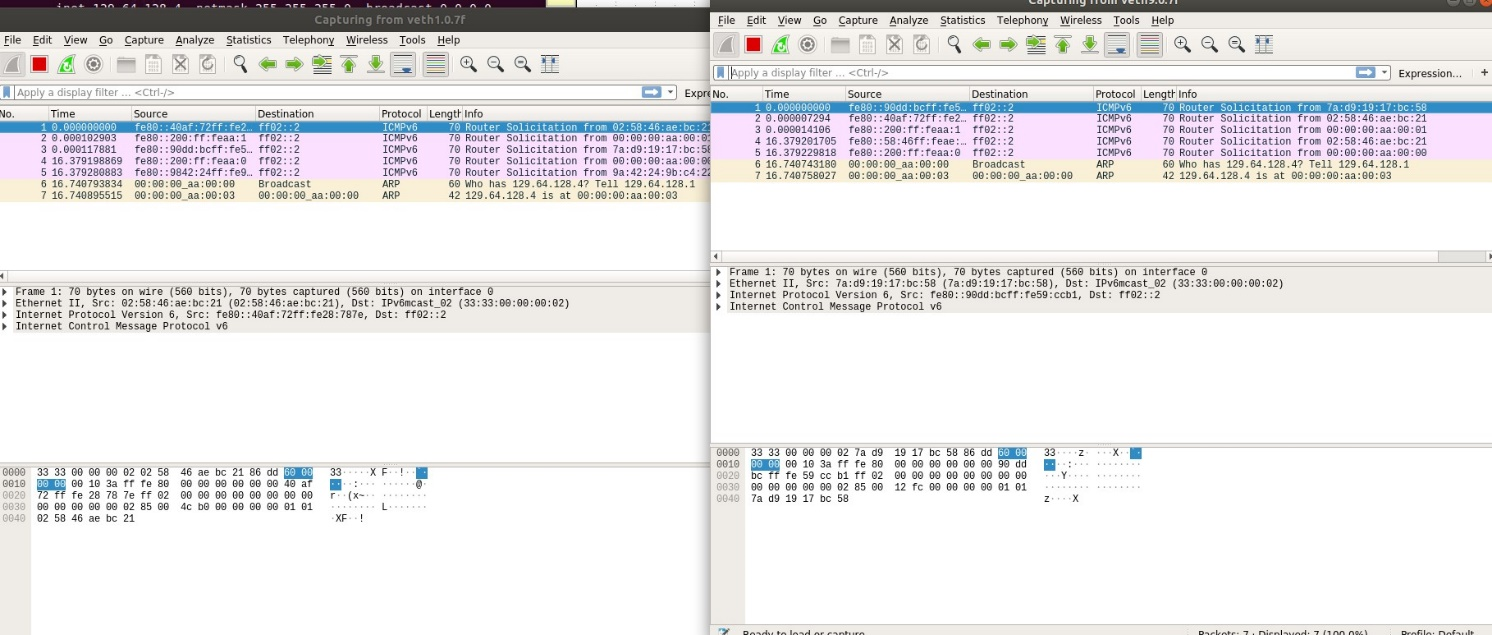 inet 129.64.128.4 netmask 255.255.255.0 broadcast 0.0.0.0
Capturing from veth1.0.7f
File Edit View Go Capture Analyze Statistics Telephony Wireless Tools Help
Apply a display filter … <Ctrl-/>
No. Time Source Destination Protocol Length Info
1 0.000000000 fe80::40af:72ff:fe2… ff02::2 ICMPv6 70 Router Solicitation from 02:58:46:ae:bc:21
2 0.000102903 fe80::200:ff:feaa:1 ff02::2 ICMPv6 70 Router Solicitation from 00:00:00:aa:00:01
3 0.000117881 fe80::90dd:bcff:fe5… ff02::2 ICMPv6 70 Router Solicitation from 7a:d9:19:17:bc:58
4 16.379198869 fe80::200:ff:feaa:0 ff02::2 ICMPv6 70 Router Solicitation from 00:00:00:aa:00:00
5 16.379280883 fe80::9842:24ff:fe9… ff02::2 ICMPv6 70 Router Solicitation from 9a:42:24:9b:c4:22
6 16.740793834 00:00:00_aa:00:00 Broadcast ARP 60 Who has 129.64.128.4? Tell 129.64.128.1
7 16.740895515 00:00:00_aa:00:03 00:00:00_aa:00:00 ARP 42 129.64.128.4 is at 00:00:00:aa:00:03
Frame 1: 70 bytes on wire (560 bits), 70 bytes captured (560 bits) on interface 0
Ethernet II, Src: 02:58:46:ae:bc:21 (02:58:46:ae:bc:21), Dst: IPv6mcast_02 (33:33:00:00:00:02)
Internet Protocol Version 6, Src: fe80::40af:72ff:fe28:787e, Dst: ff02::2
Internet Control Message Protocol v6
0000 33 33 00 00 00 02 02 58 46 ae bc 21 86 dd 60 00 33·····X F··!··`·
0010 00 00 00 10 3a ff fe 80 00 00 00 00 00 00 40 af ····:··· ······@·
0020 72 ff fe 28 78 7e ff 02 00 00 00 00 00 00 00 00 r··(x~·· ········
0030 00 00 00 00 00 02 85 00 4c b0 00 00 00 00 01 01 ········ L·······
0040 02 58 46 ae bc 21 ·XF··!
Capturing from veth9.0.7f
File Edit View Go Capture Analyze Statistics Telephony Wireless Tools Help
Apply a display filter … <Ctrl-/> Expression… +
No. Time Source Destination Protocol Length Info
1 0.000000000 fe80::90dd:bcff:fe5… ff02::2 ICMPv6 70 Router Solicitation from 7a:d9:19:17:bc:58
2 0.000007294 fe80::40af:72ff:fe2… ff02::2 ICMPv6 70 Router Solicitation from 02:58:46:ae:bc:21
3 0.000014106 fe80::200:ff:feaa:1 ff02::2 ICMPv6 70 Router Solicitation from 00:00:00:aa:00:01
4 16.379201705 fe80::58:46ff:feae:… ff02::2 ICMPv6 70 Router Solicitation from 02:58:46:ae:bc:21
5 16.379229818 fe80::200:ff:feaa:0 ff02::2 ICMPv6 70 Router Solicitation from 00:00:00:aa:00:00
6 16.740743180 00:00:00_aa:00:00 Broadcast ARP 60 Who has 129.64.128.4? Tell 129.64.128.1
7 16.740758027 00:00:00_aa:00:03 00:00:00_aa:00:00 ARP 42 129.64.128.4 is at 00:00:00:aa:00:03
Frame 1: 70 bytes on wire (560 bits), 70 bytes captured (560 bits) on interface 0
Ethernet II, Src: 7a:d9:19:17:bc:58 (7a:d9:19:17:bc:58), Dst: IPv6mcast_02 (33:33:00:00:00:02)
Internet Protocol Version 6, Src: fe80::90dd:bcff:fe59:ccb1, Dst: ff02::2
Internet Control Message Protocol v6
0000 33 33 00 00 00 02 7a d9 19 17 bc 58 86 dd 60 00 33····z· ···X··`·
0010 00 00 00 10 3a ff fe 80 00 00 00 00 00 00 90 dd ····:··· ········
0020 bc ff fe 59 cc b1 ff 02 00 00 00 00 00 00 00 00 ···Y···· ········
0030 00 00 00 00 00 02 85 00 12 fc 00 00 00 00 01 01 ········ ········
0040 7a d9 19 17 bc 58 z····X
Ready to load or capture Packets: 7 · Displayed: 7 (100.0%) Profile: Default